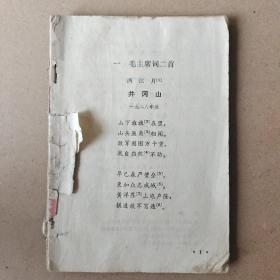 一 毛主席词二首
西江月[1]
井冈山
一九二八年秋
山下旌旗[2]在望，
山头鼓角[3]相闻。
敌军围困万千重，
我自岿然[4]不动。
早已森严壁垒[5]，
更加众志成城[6]。
黄洋界[7]上炮声隆，
报道敌军宵遁[8]。
· 1 ·